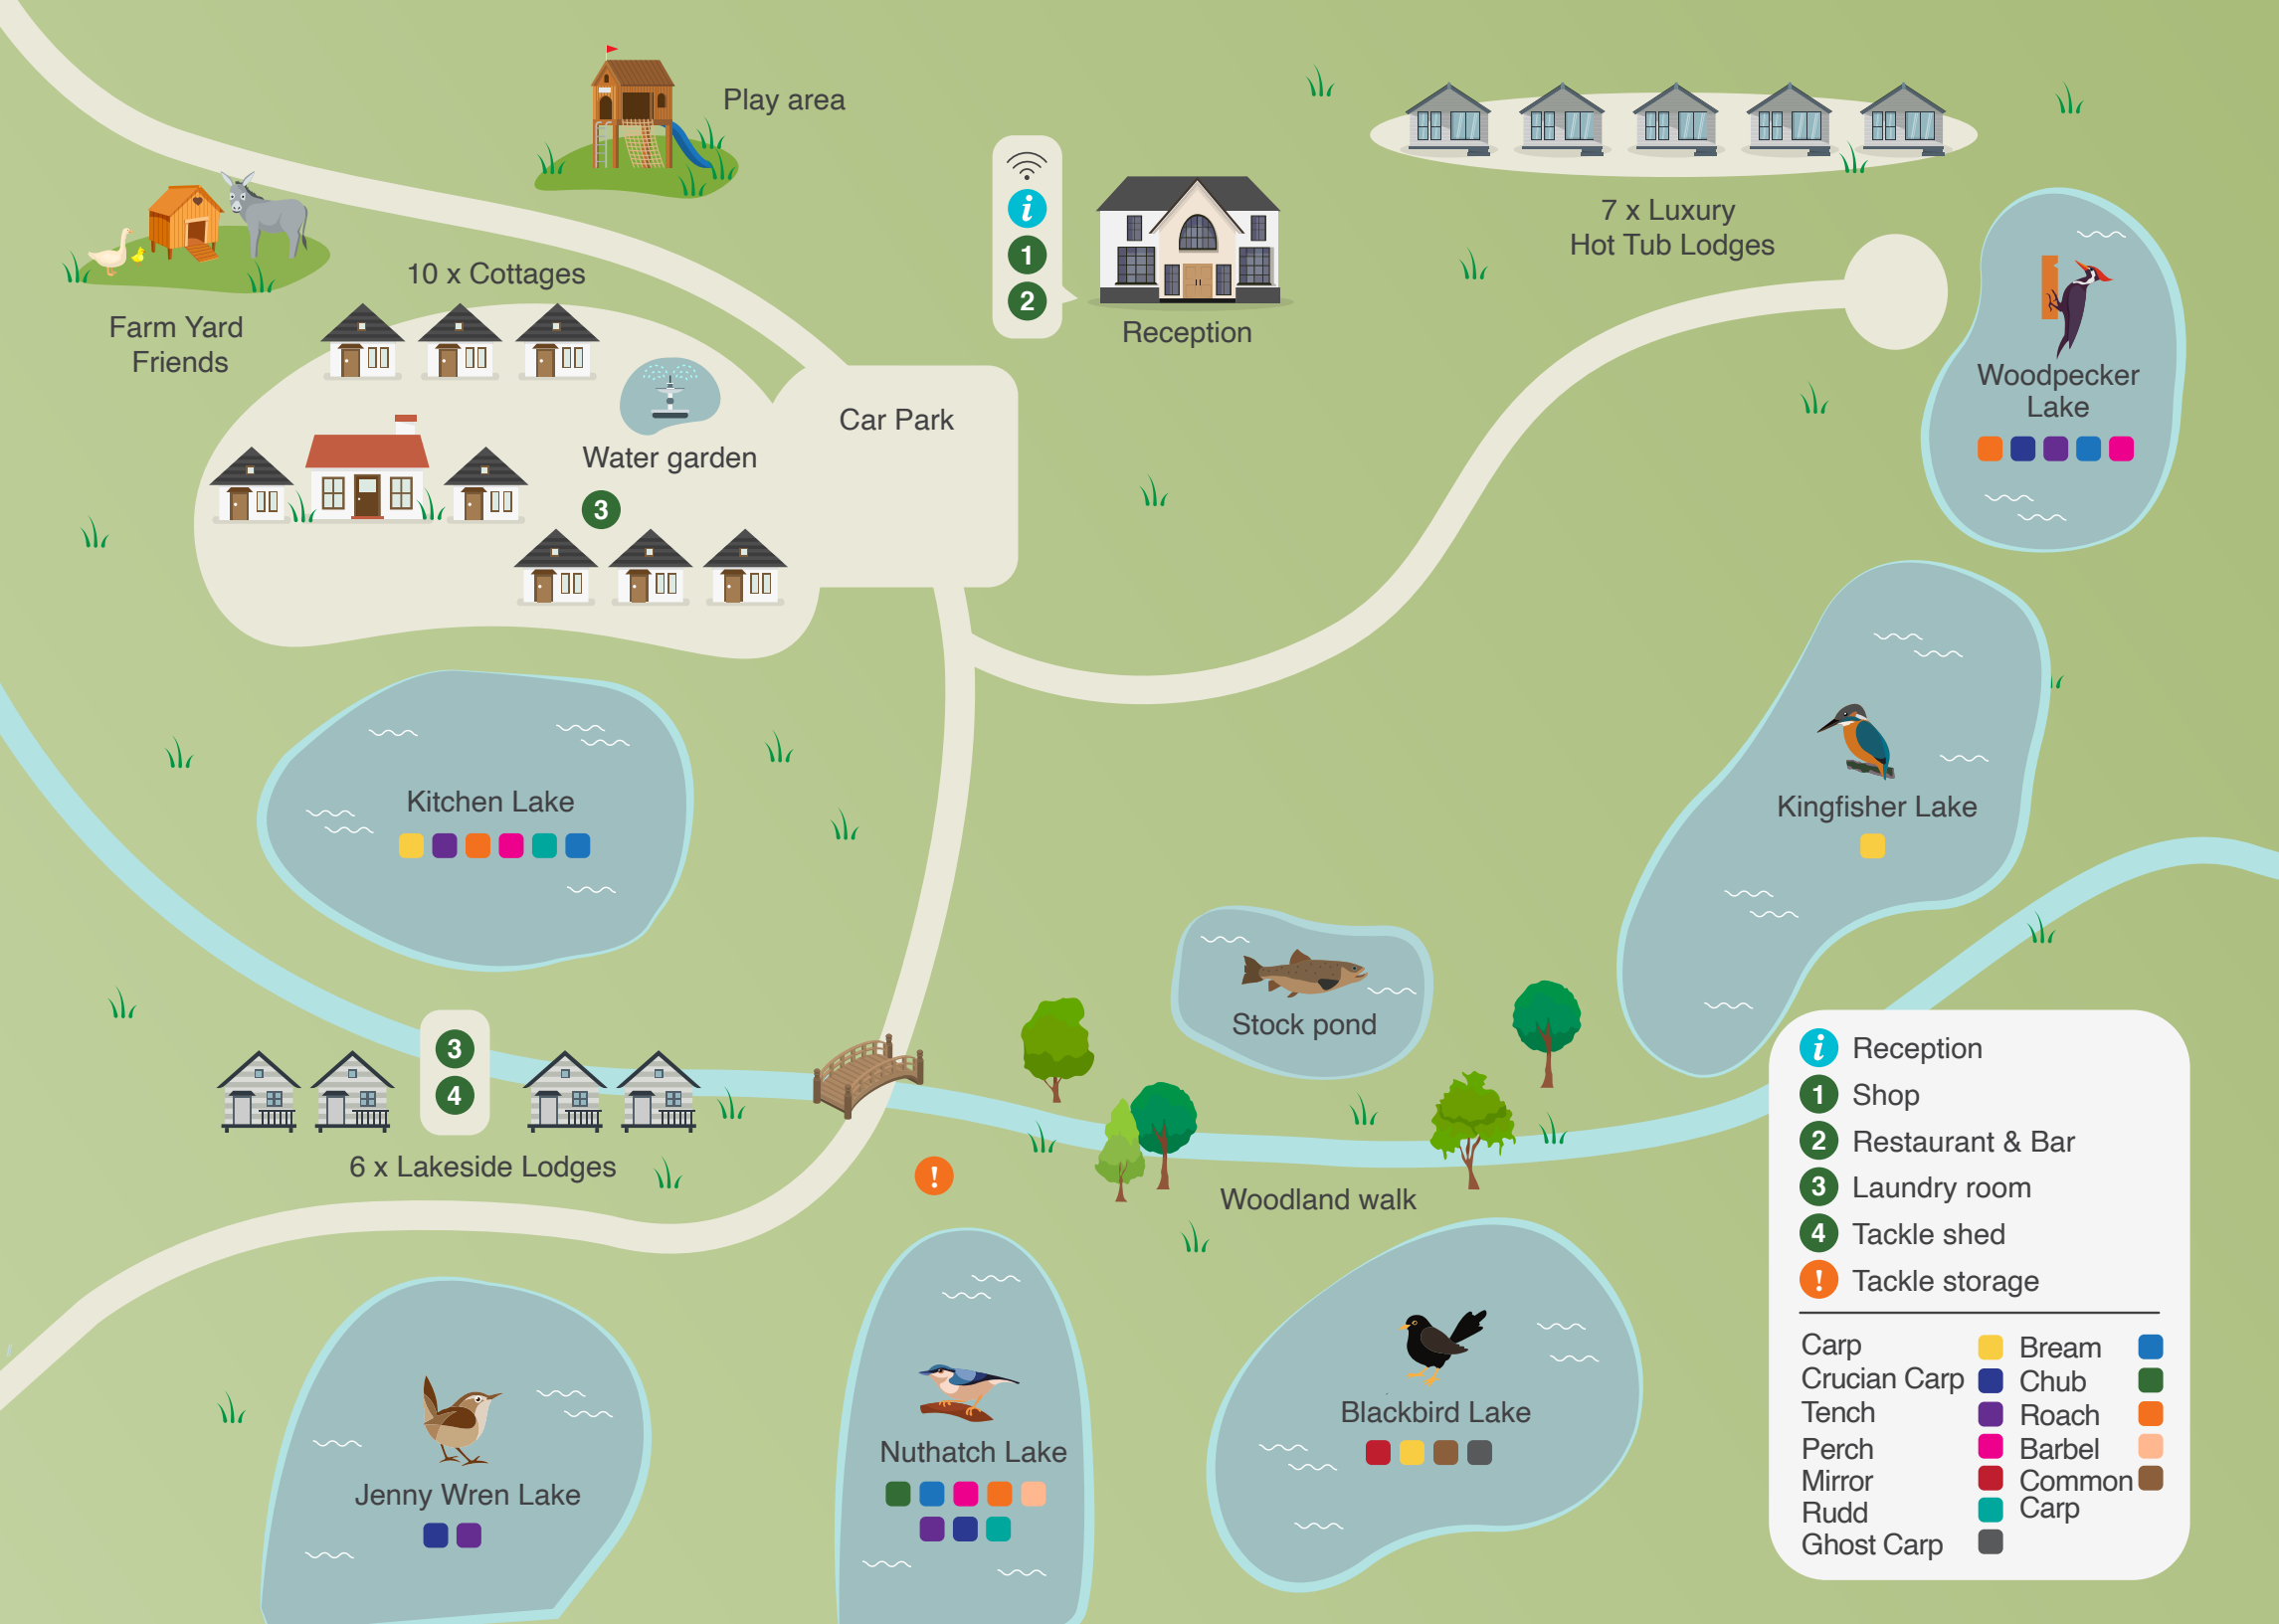 Play area
Farm Yard
Friends
10 x Cottages
Water garden
3
Car Park
i
1
2
Reception
7 x Luxury
Hot Tub Lodges
Woodpecker
Lake
Kitchen Lake
Kingfisher Lake
Stock pond
3
4
6 x Lakeside Lodges
!
Woodland walk
Jenny Wren Lake
Nuthatch Lake
Blackbird Lake
i Reception
1 Shop
2 Restaurant & Bar
3 Laundry room
4 Tackle shed
! Tackle storage
Carp
Crucian Carp
Tench
Perch
Mirror
Rudd
Ghost Carp
Bream
Chub
Roach
Barbel
Common
Carp